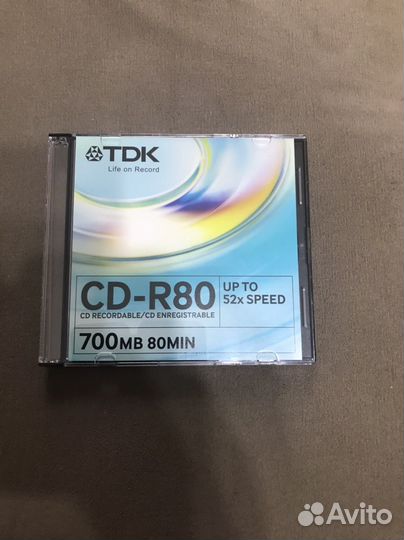 TDK
Life on Record
CD-R80
CD RECORDABLE/CD ENREGISTRABLE
UP TO
52x SPEED
700MB 80MIN
Avito